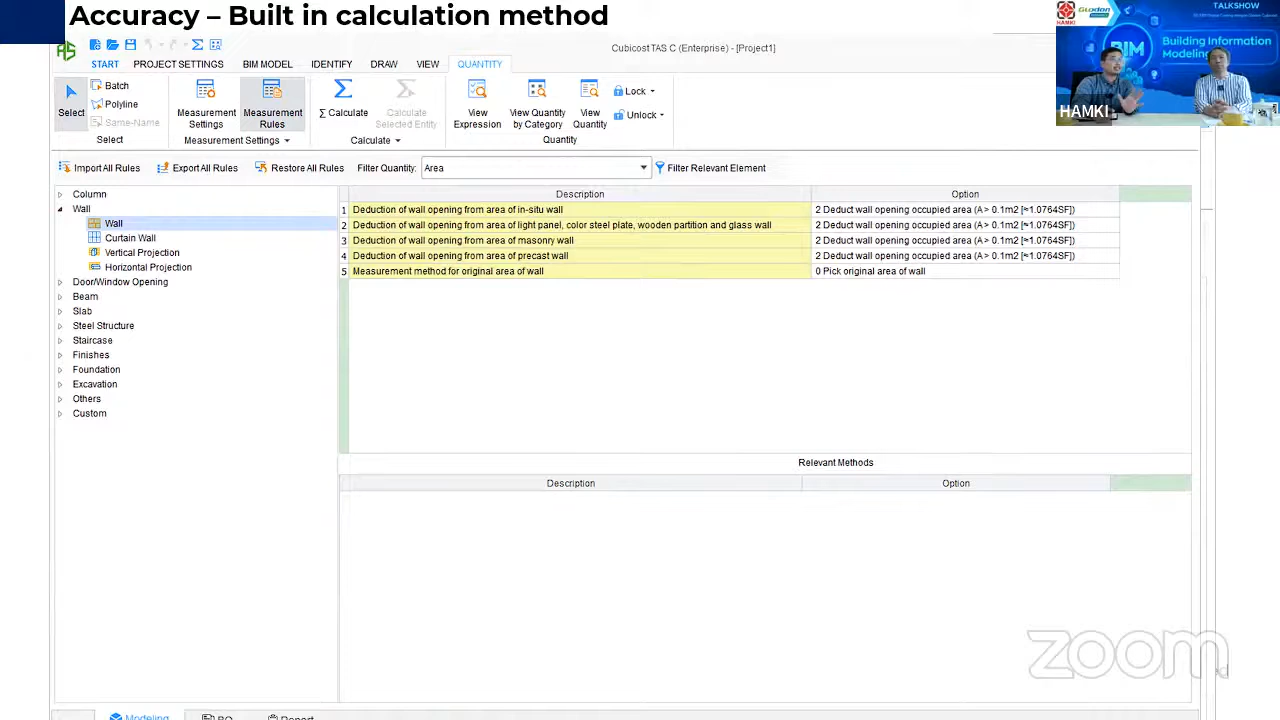 Accuracy – Built in calculation method
TALKSHOW
HAMKI
Glodon
BIM
Building Information
Modeling
HAMKI
Cubicost TAS C (Enterprise) - [Project1]
START PROJECT SETTINGS BIM MODEL IDENTIFY DRAW VIEW QUANTITY
Select
Batch
Polyline
Same-Name
Select
Measurement Settings
Measurement Rules
Measurement Settings
Σ Calculate
Calculate Selected Entity
Calculate
View Expression
View Quantity by Category
View Quantity
Quantity
Lock
Unlock
Import All Rules Export All Rules Restore All Rules Filter Quantity: Area Filter Relevant Element
Column
Wall
Wall
Curtain Wall
Vertical Projection
Horizontal Projection
Door/Window Opening
Beam
Slab
Steel Structure
Staircase
Finishes
Foundation
Excavation
Others
Custom
Description Option
1 Deduction of wall opening from area of in-situ wall 2 Deduct wall opening occupied area (A > 0.1m2 [≈1.0764SF])
2 Deduction of wall opening from area of light panel, color steel plate, wooden partition and glass wall 2 Deduct wall opening occupied area (A > 0.1m2 [≈1.0764SF])
3 Deduction of wall opening from area of masonry wall 2 Deduct wall opening occupied area (A > 0.1m2 [≈1.0764SF])
4 Deduction of wall opening from area of precast wall 2 Deduct wall opening occupied area (A > 0.1m2 [≈1.0764SF])
5 Measurement method for original area of wall 0 Pick original area of wall
Relevant Methods
Description Option
zoom
Modeling BQ Report